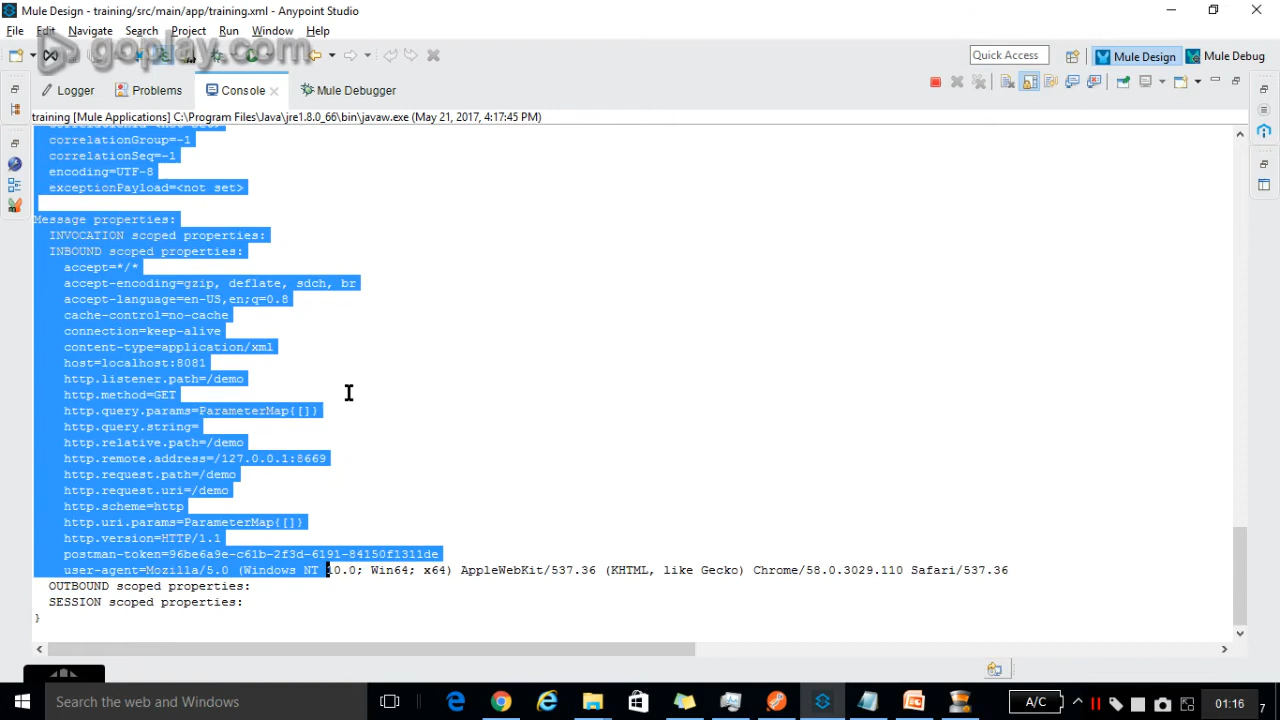 Mule Design - training/src/main/app/training.xml - Anypoint Studio
File Edit Navigate Search Project Run Window Help
goplay.com
Quick Access
Mule Design
Mule Debug
Logger
Problems
Console
Mule Debugger
training [Mule Applications] C:\Program Files\Java\jre1.8.0_66\bin\javaw.exe (May 21, 2017, 4:17:45 PM)
correlationGroup=-1
correlationSeq=-1
encoding=UTF-8
exceptionPayload=<not set>
Message properties:
INVOCATION scoped properties:
INBOUND scoped properties:
accept=*/*
accept-encoding=gzip, deflate, sdch, br
accept-language=en-US,en;q=0.8
cache-control=no-cache
connection=keep-alive
content-type=application/xml
host=localhost:8081
http.listener.path=/demo
http.method=GET
http.query.params=ParameterMap{[]}
http.query.string=
http.relative.path=/demo
http.remote.address=/127.0.0.1:8669
http.request.path=/demo
http.request.uri=/demo
http.scheme=http
http.uri.params=ParameterMap{[]}
http.version=HTTP/1.1
postman-token=96be6a9e-c61b-2f3d-6191-84150f1311de
user-agent=Mozilla/5.0 (Windows NT 10.0; Win64; x64) AppleWebKit/537.36 (KHTML, like Gecko) Chrome/58.0.3029.110 Safari/537.36
OUTBOUND scoped properties:
SESSION scoped properties:
}
Search the web and Windows
A/C
01:16
7